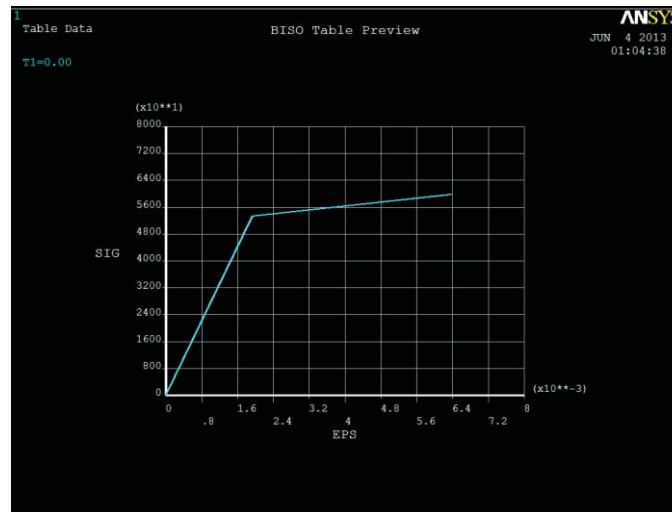 1
Table Data
BISO Table Preview
ANSYS
JUN 4 2013
01:04:38
T1=0.00
(x10**1)
8000
7200
6400
5600
4800
SIG
4000
3200
2400
1600
800
0
(x10**-3)
0 1.6 3.2 4.8 6.4 8
.8 2.4 4 5.6 7.2
EPS